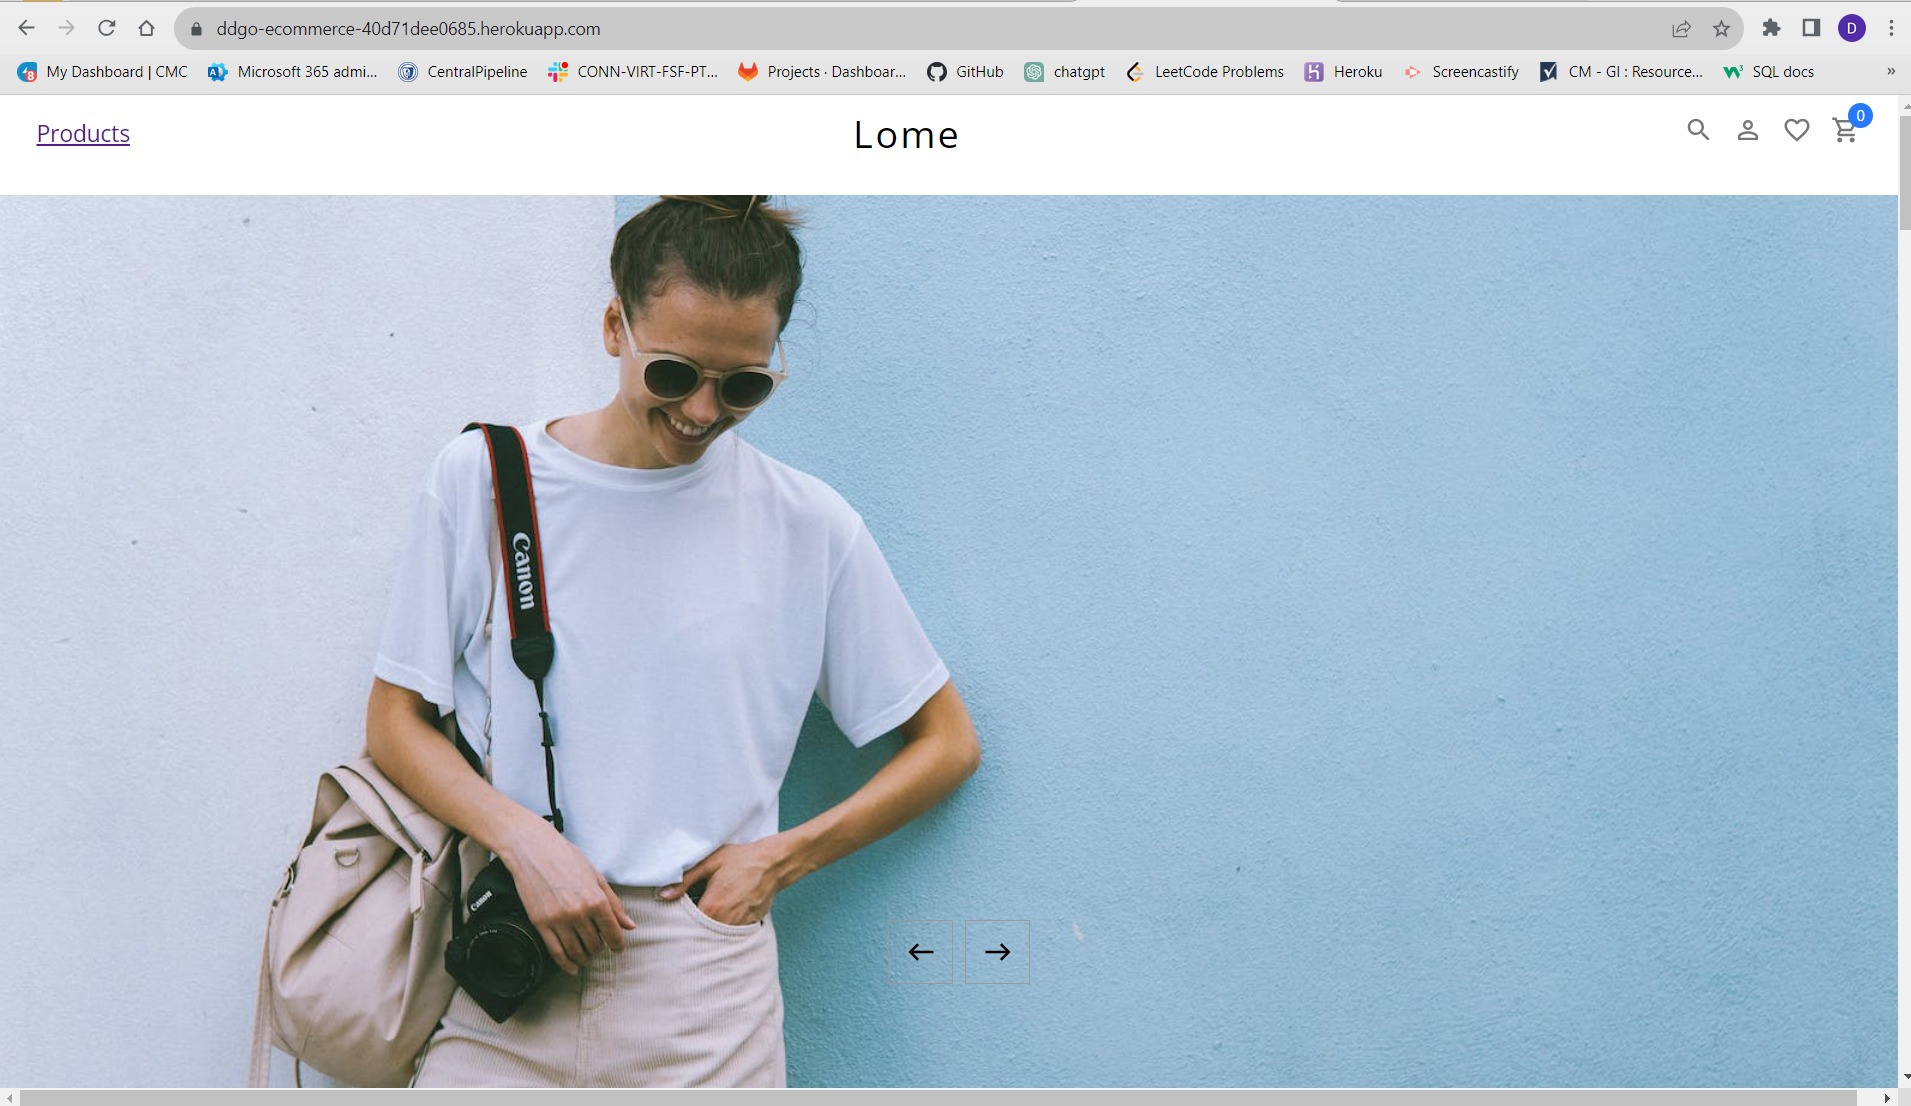 ddgo-ecommerce-40d71dee0685.herokuapp.com
D
8 My Dashboard | CMC
Microsoft 365 admi...
CentralPipeline
CONN-VIRT-FSF-PT...
Projects · Dashboar...
GitHub
chatgpt
LeetCode Problems
Heroku
Screencastify
CM - GI : Resource...
SQL docs
»
Products
Lome
0
Canon
Canon